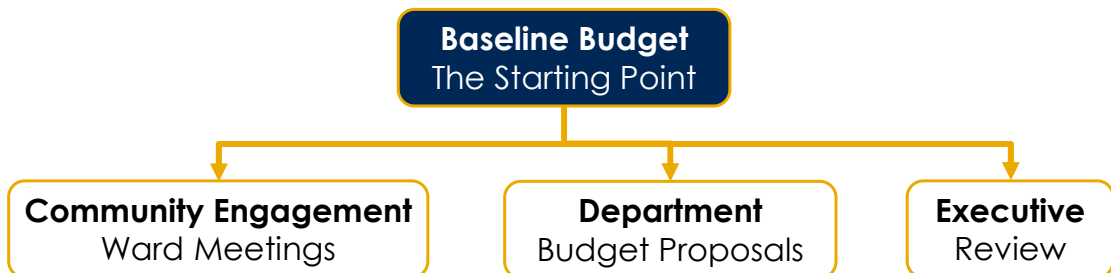 Baseline Budget
The Starting Point
Community Engagement
Ward Meetings
Department
Budget Proposals
Executive
Review